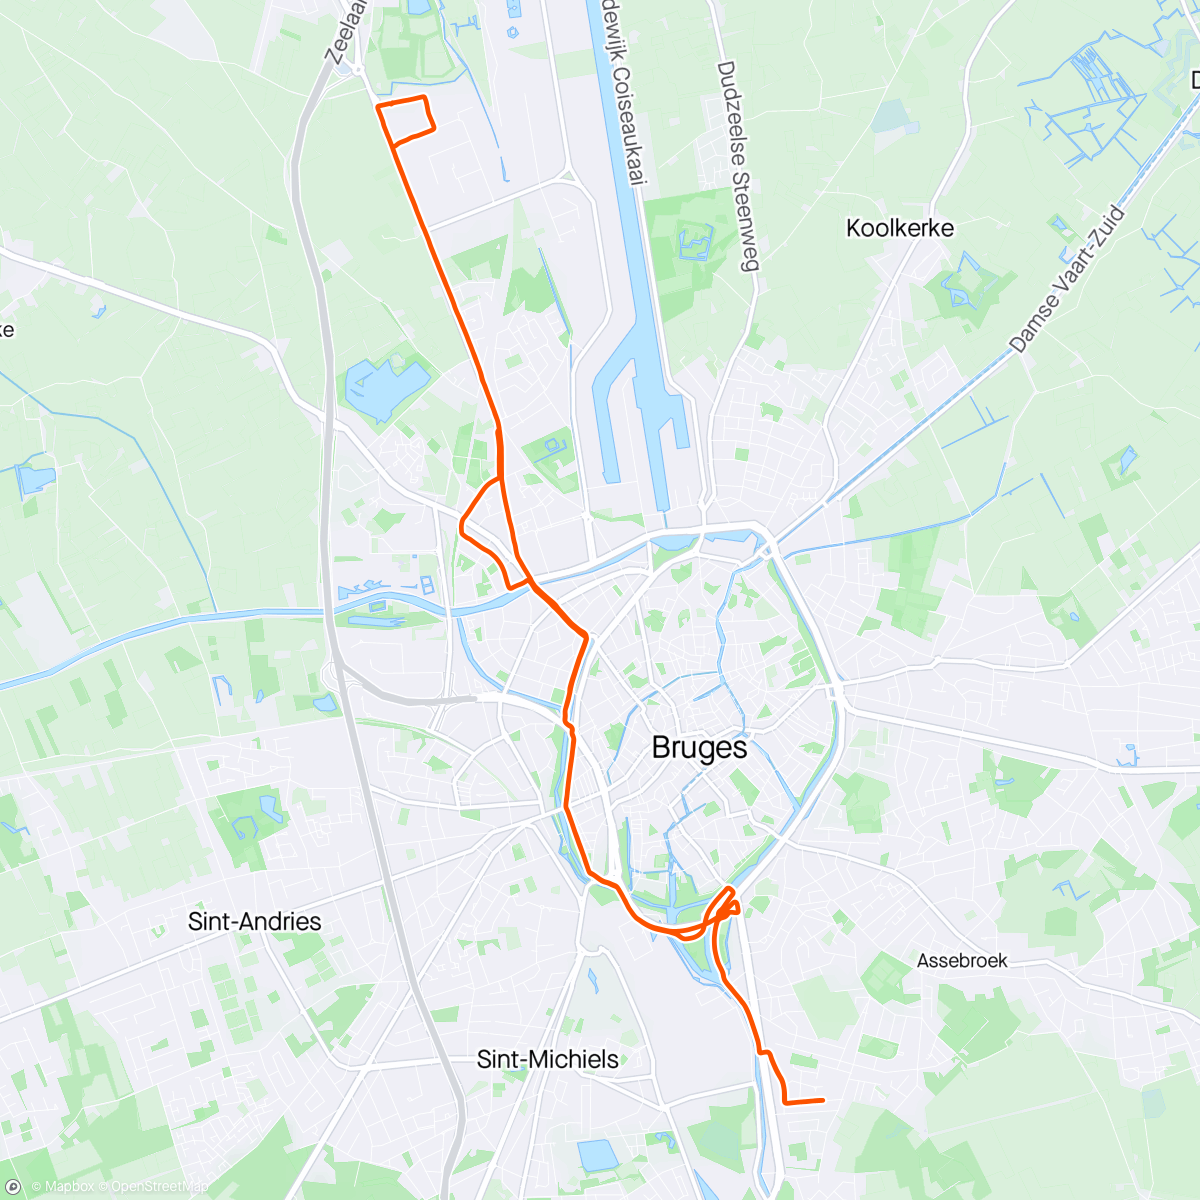 Zeelaan
dewijk Coiseaukaai
Dudzeelse Steenweg
D
Koolkerke
Damse Vaart-Zuid
ke
Bruges
Sint-Andries
Assebroek
Sint-Michiels
© Mapbox © OpenStreetMap